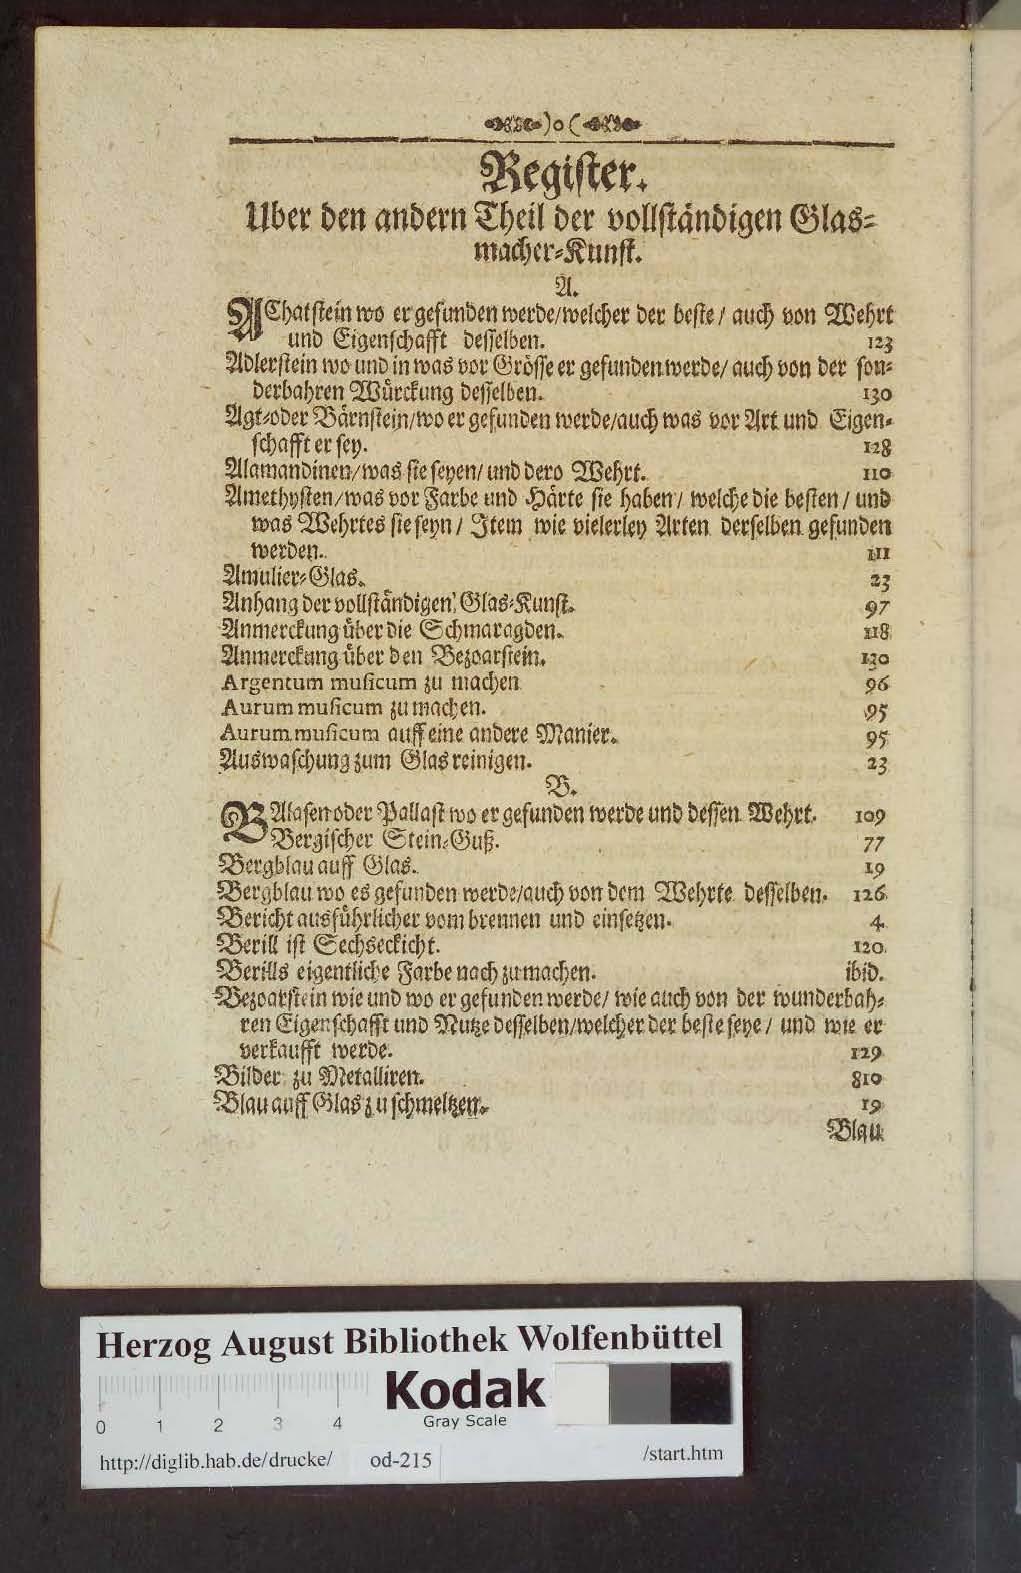 )o(
Register.
Uber den andern Theil der vollständigen Glas-
macher-Kunst.
A.
AChatstein wo er gefunden werde/welcher der beste/ auch von Wehrt
und Eigenschafft desselben. 123
Adlerstein wo und in was vor Grösse er gefunden werde/ auch von der son-
derbahren Würckung desselben. 130
Agt-oder Bärnstein/wo er gefunden werde/auch was vor Art und Eigen-
schafft er sey. 128
Alamandinen/was sie seyen/ und dero Wehrt. 110
Amethysten/was vor Farbe und Härte sie haben/ welche die besten/ und
was Wehrtes sie seyn/ Item wie vielerley Arten derselben gefunden
werden. 111
Amulier-Glas. 23
Anhang der vollständigen Glas-Kunst. 97
Anmerckung über die Schmaragden. 118
Anmerckung über den Bezoarstein. 130
Argentum musicum zu machen 96
Aurum musicum zu machen. 95
Aurum musicum auff eine andere Manier. 95
Auswaschung zum Glas reinigen. 23
B.
BAlasen oder Pallast wo er gefunden werde und dessen Wehrt. 109
Bergischer Stein-Guß. 77
Bergblau auff Glas. 19
Bergblau wo es gefunden werde/auch von dem Wehrte desselben. 126
Bericht ausführlicher vom brennen und einsetzen. 4
Berill ist Sechseckicht. 120
Berills eigentliche Farbe nach zu machen. ibid.
Bezoarstein wie und wo er gefunden werde/ wie auch von der wunderbah-
ren Eigenschafft und Nutze desselben/welcher der beste seye/ und wie er
verkaufft werde. 129
Bilder zu Metalliren. 810
Blau auff Glas zu schmeltzen. 19
Blau
Herzog August Bibliothek Wolfenbüttel
Kodak
0 1 2 3 4 Gray Scale
http://diglib.hab.de/drucke/ od-215 /start.htm